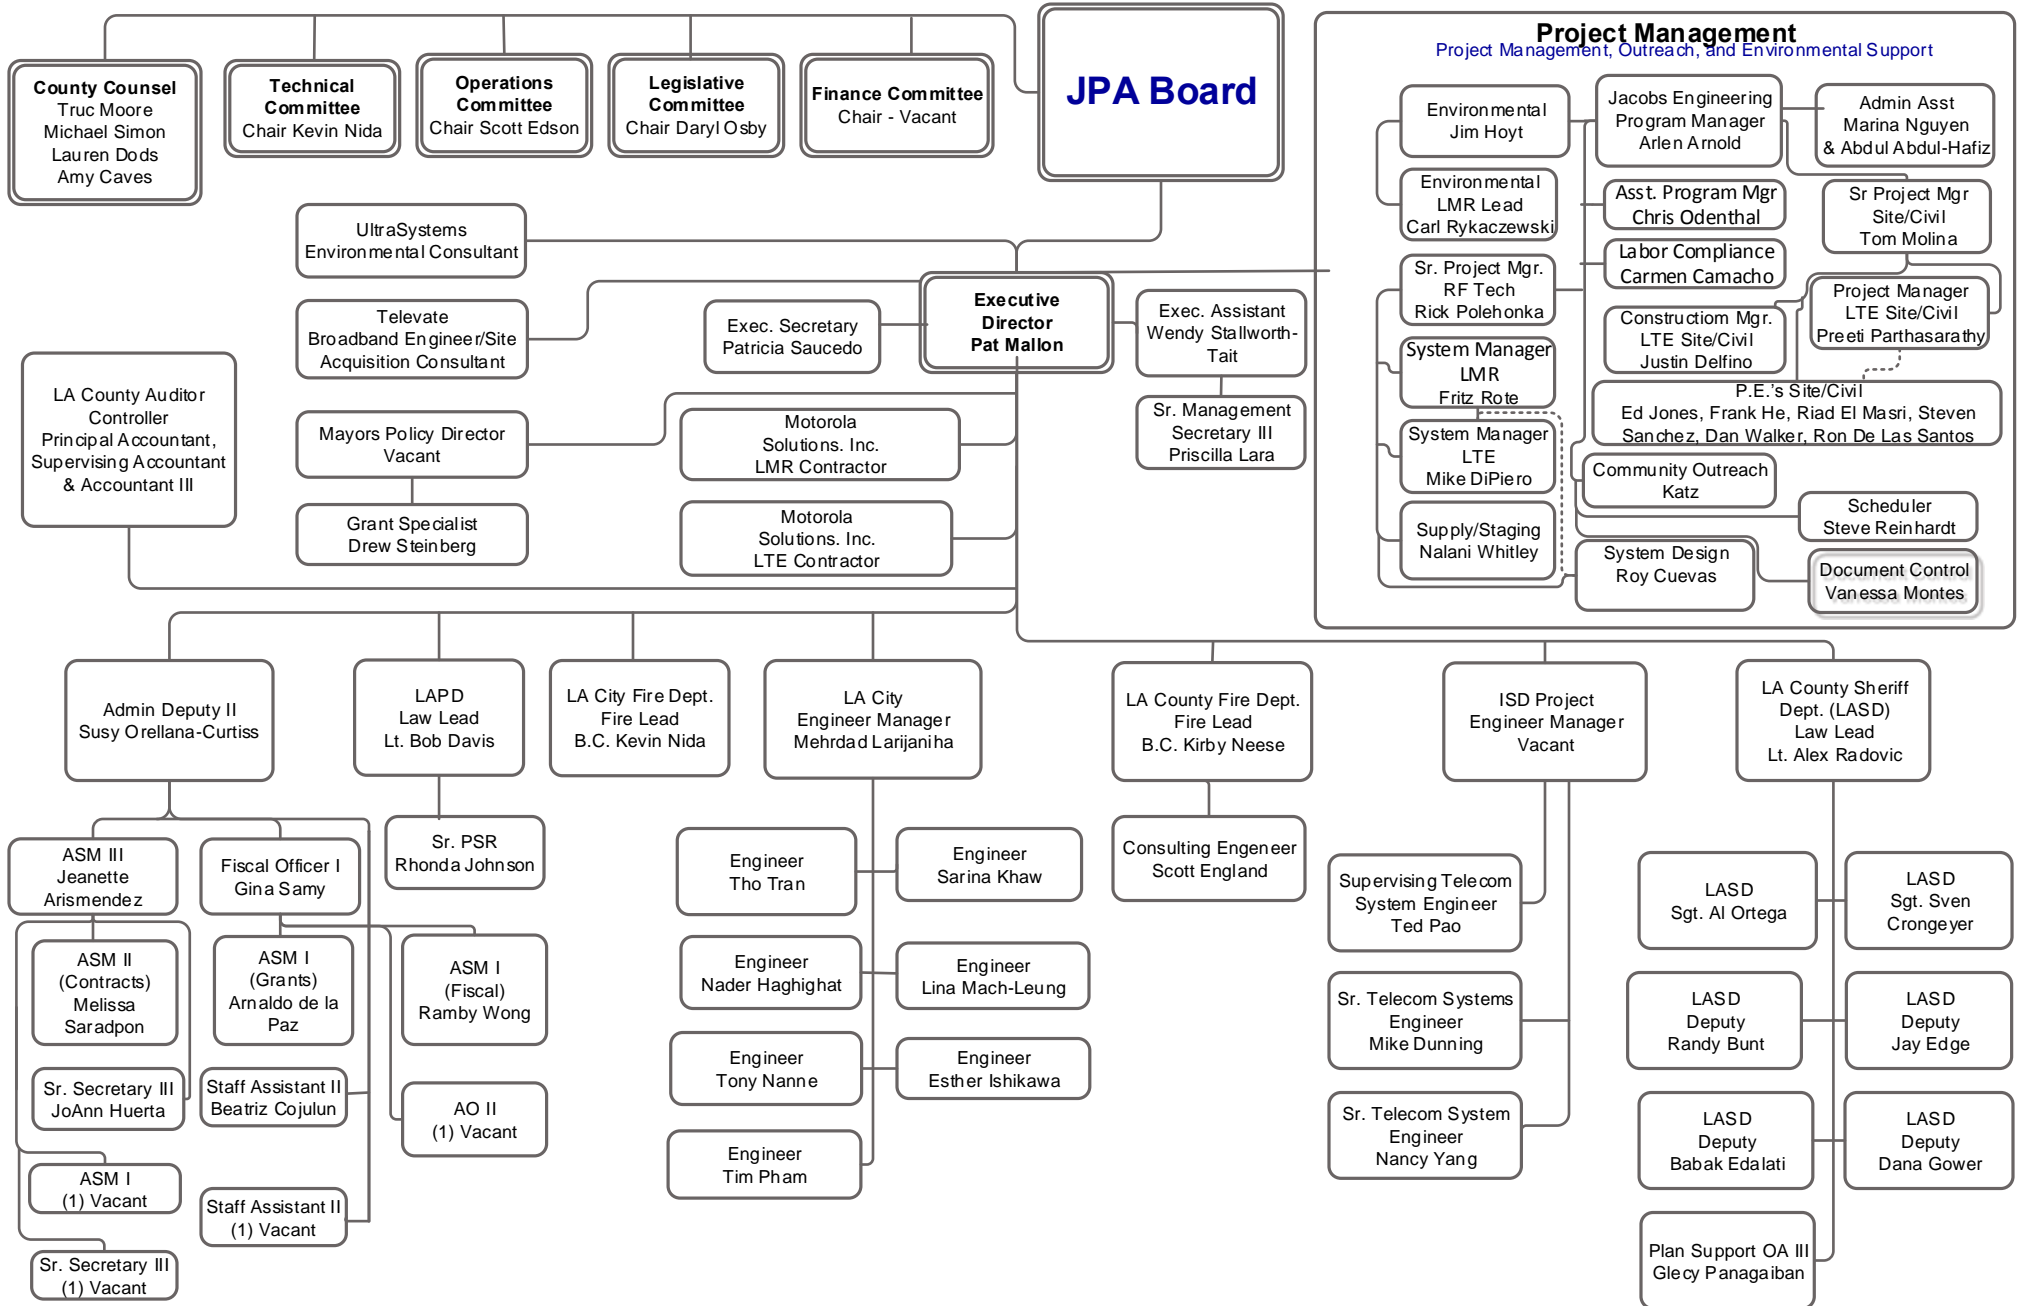 County Counsel
Truc Moore
Michael Simon
Lauren Dods
Amy Caves
Technical
Committee
Chair Kevin Nida
Operations
Committee
Chair Scott Edson
Legislative
Committee
Chair Daryl Osby
Finance Committee
Chair - Vacant
JPA Board
Project Management
Project Management, Outreach, and Environmental Support
Environmental
Jim Hoyt
Jacobs Engineering
Program Manager
Arlen Arnold
Admin Asst
Marina Nguyen
& Abdul Abdul-Hafiz
Environmental
LMR Lead
Carl Rykaczewski
Asst. Program Mgr
Chris Odenthal
Sr Project Mgr
Site/Civil
Tom Molina
Labor Compliance
Carmen Camacho
Sr. Project Mgr.
RF Tech
Rick Polehonka
Project Manager
LTE Site/Civil
Preeti Parthasarathy
Constructiom Mgr.
LTE Site/Civil
Justin Delfino
System Manager
LMR
Fritz Rote
P.E.'s Site/Civil
Ed Jones, Frank He, Riad El Masri, Steven
Sanchez, Dan Walker, Ron De Las Santos
System Manager
LTE
Mike DiPiero
Community Outreach
Katz
Scheduler
Steve Reinhardt
Supply/Staging
Nalani Whitley
System Design
Roy Cuevas
Document Control
Vanessa Montes
UltraSystems
Environmental Consultant
Televate
Broadband Engineer/Site
Acquisition Consultant
Exec. Secretary
Patricia Saucedo
Executive
Director
Pat Mallon
Exec. Assistant
Wendy Stallworth-
Tait
Sr. Management
Secretary III
Priscilla Lara
LA County Auditor
Controller
Principal Accountant,
Supervising Accountant
& Accountant III
Mayors Policy Director
Vacant
Motorola
Solutions. Inc.
LMR Contractor
Grant Specialist
Drew Steinberg
Motorola
Solutions. Inc.
LTE Contractor
Admin Deputy II
Susy Orellana-Curtiss
LAPD
Law Lead
Lt. Bob Davis
LA City Fire Dept.
Fire Lead
B.C. Kevin Nida
LA City
Engineer Manager
Mehrdad Larijaniha
LA County Fire Dept.
Fire Lead
B.C. Kirby Neese
ISD Project
Engineer Manager
Vacant
LA County Sheriff
Dept. (LASD)
Law Lead
Lt. Alex Radovic
ASM III
Jeanette
Arismendez
Fiscal Officer I
Gina Samy
Sr. PSR
Rhonda Johnson
Engineer
Tho Tran
Engineer
Sarina Khaw
Consulting Engeneer
Scott England
Supervising Telecom
System Engineer
Ted Pao
LASD
Sgt. Al Ortega
LASD
Sgt. Sven
Crongeyer
ASM II
(Contracts)
Melissa
Saradpon
ASM I
(Grants)
Arnaldo de la
Paz
ASM I
(Fiscal)
Ramby Wong
Engineer
Nader Haghighat
Engineer
Lina Mach-Leung
Sr. Telecom Systems
Engineer
Mike Dunning
LASD
Deputy
Randy Bunt
LASD
Deputy
Jay Edge
Sr. Secretary III
JoAnn Huerta
Staff Assistant II
Beatriz Cojulun
AO II
(1) Vacant
Engineer
Tony Nanne
Engineer
Esther Ishikawa
Sr. Telecom System
Engineer
Nancy Yang
LASD
Deputy
Babak Edalati
LASD
Deputy
Dana Gower
ASM I
(1) Vacant
Staff Assistant II
(1) Vacant
Engineer
Tim Pham
Sr. Secretary III
(1) Vacant
Plan Support OA III
Glecy Panagaiban